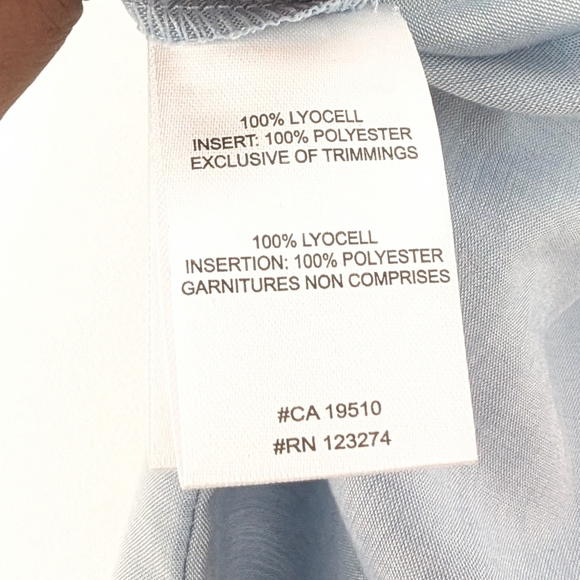 100% LYOCELL
INSERT: 100% POLYESTER
EXCLUSIVE OF TRIMMINGS
100% LYOCELL
INSERTION: 100% POLYESTER
GARNITURES NON COMPRISES
#CA 19510
#RN 123274